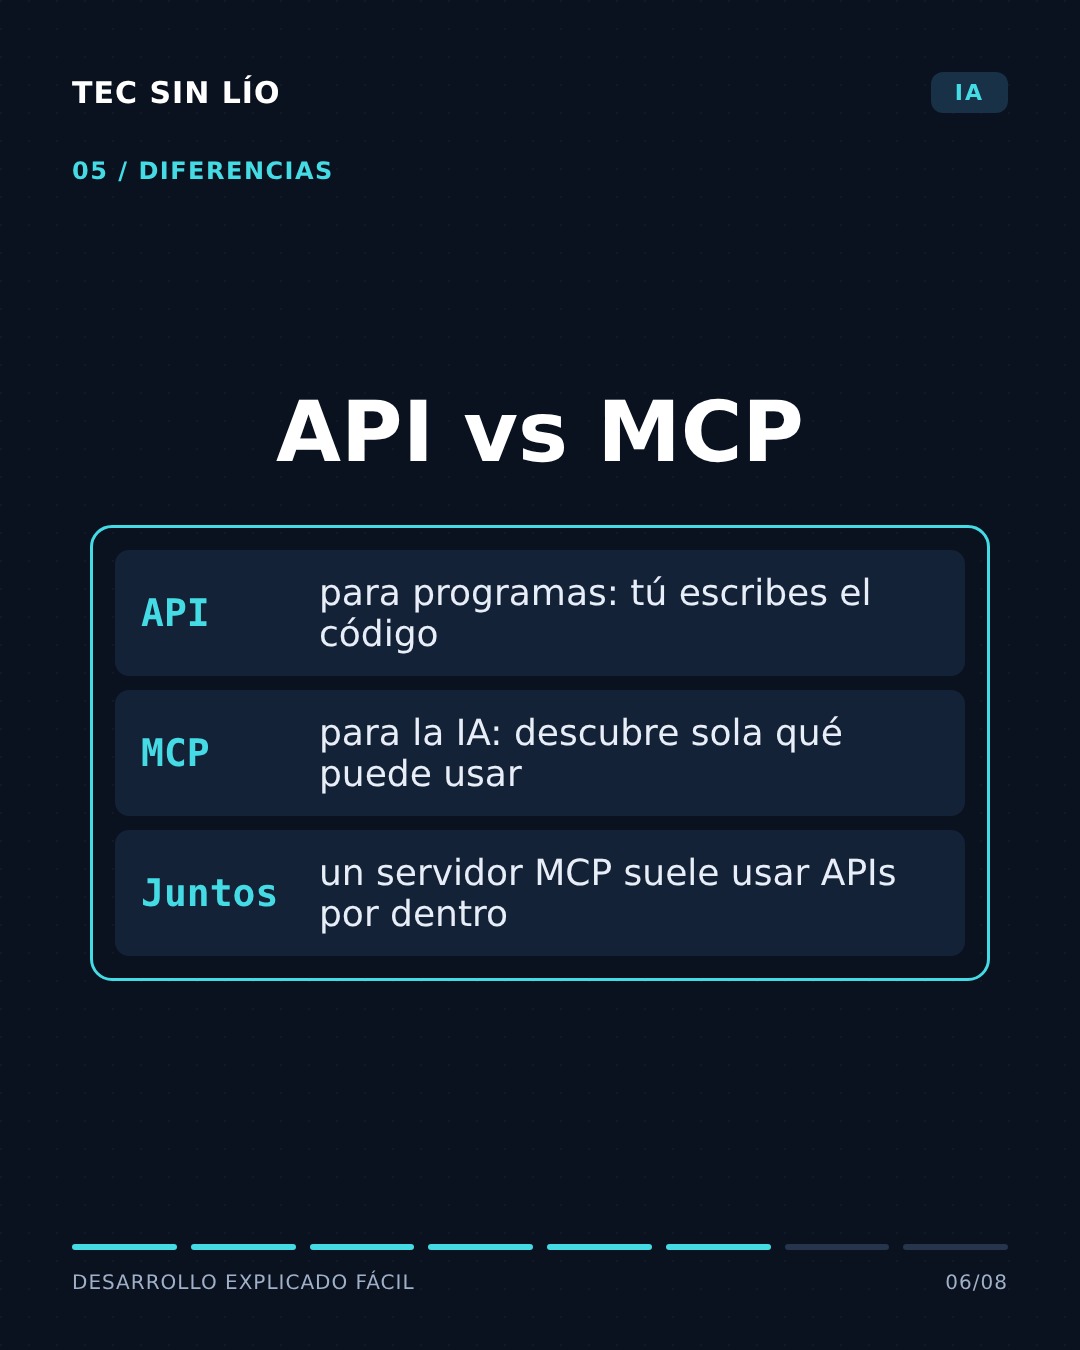 TEC SIN LÍO
IA
05 / DIFERENCIAS
API vs MCP
API
para programas: tú escribes el
código
MCP
para la IA: descubre sola qué
puede usar
Juntos
un servidor MCP suele usar APIs
por dentro
DESARROLLO EXPLICADO FÁCIL
06/08